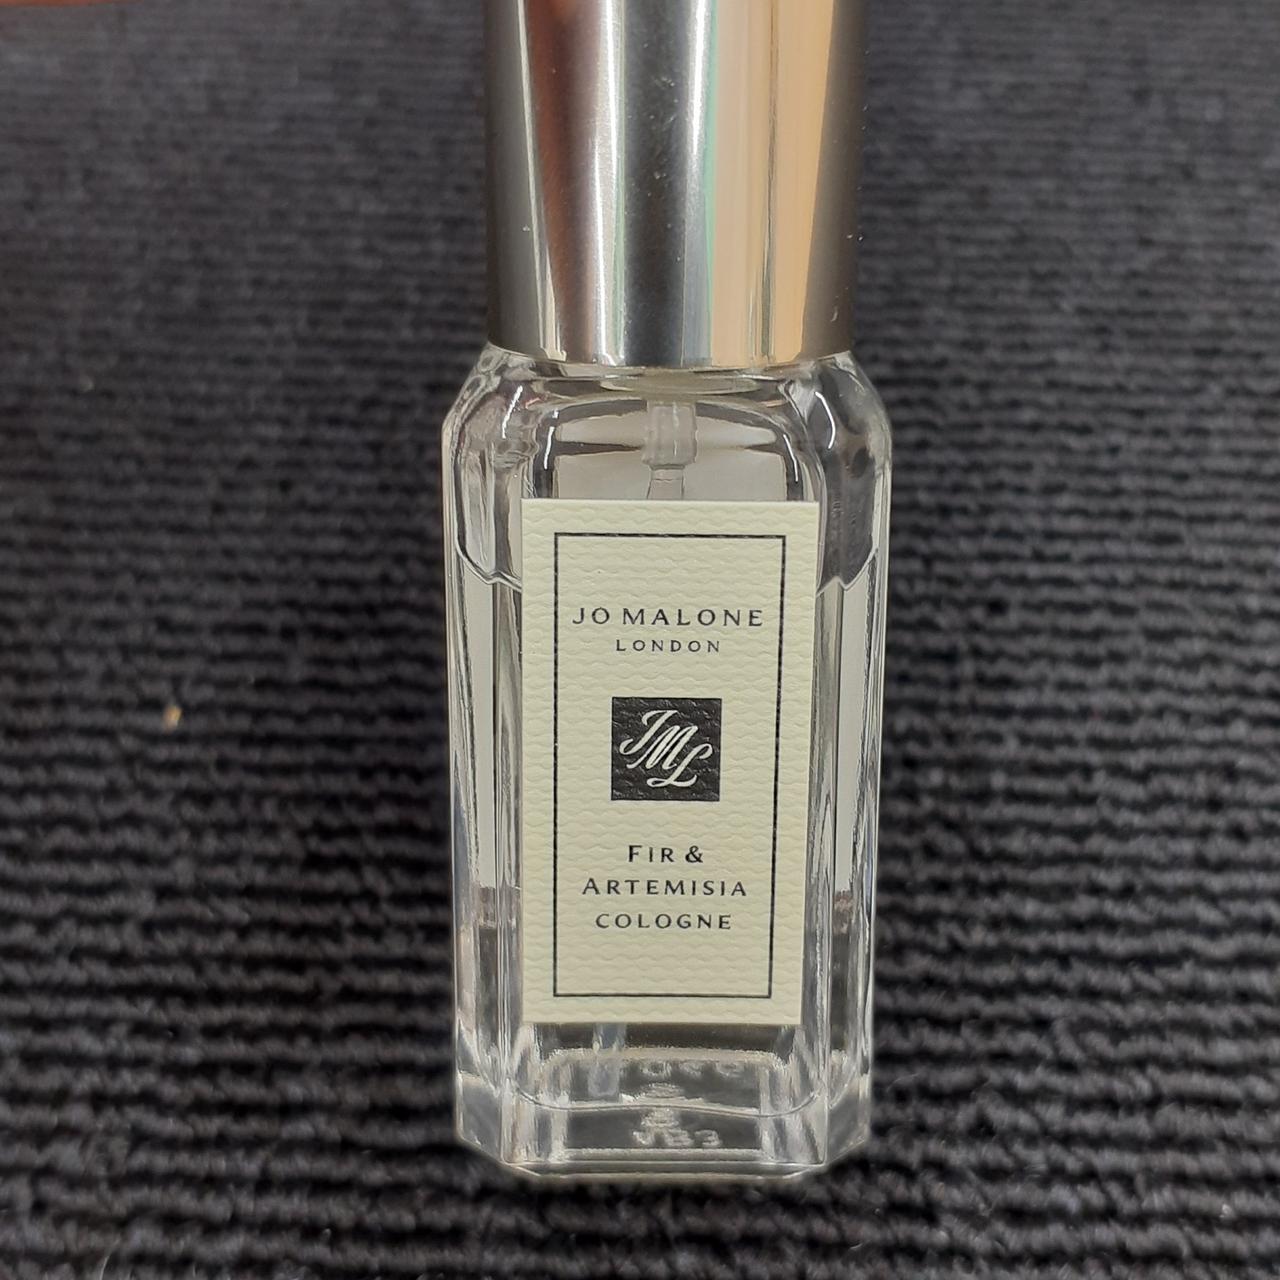 JO MALONE
LONDON
JML
FIR &
ARTEMISIA
COLOGNE